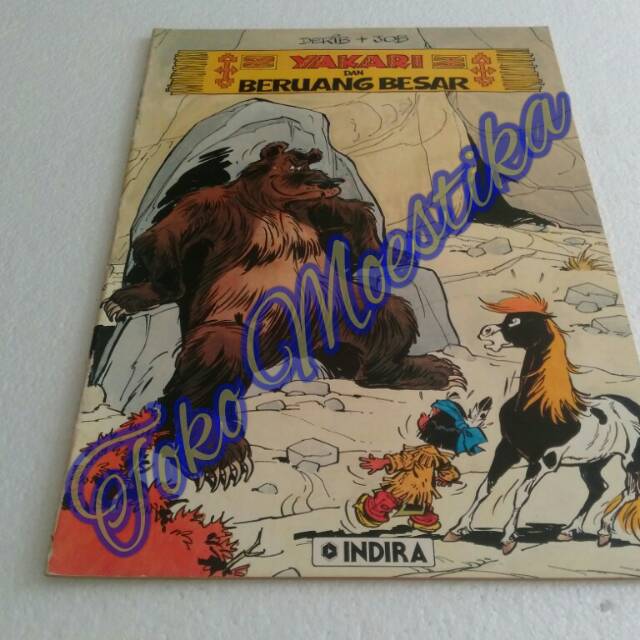 DERIB + JOB
YAKARI
DAN
BERUANG BESAR
Toko Moestika
INDIRA